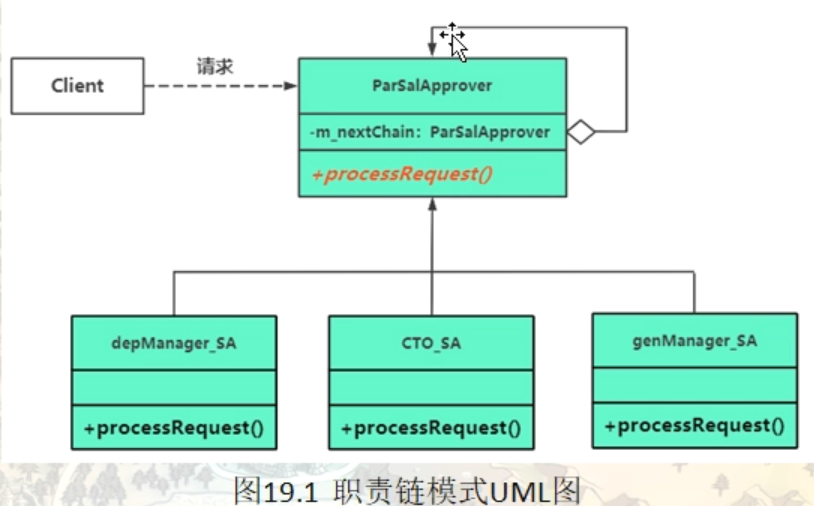 Client
请求
ParSalApprover
-m_nextChain: ParSalApprover
+processRequest()
depManager_SA
CTO_SA
genManager_SA
+processRequest()
+processRequest()
+processRequest()
图19.1 职责链模式UML图